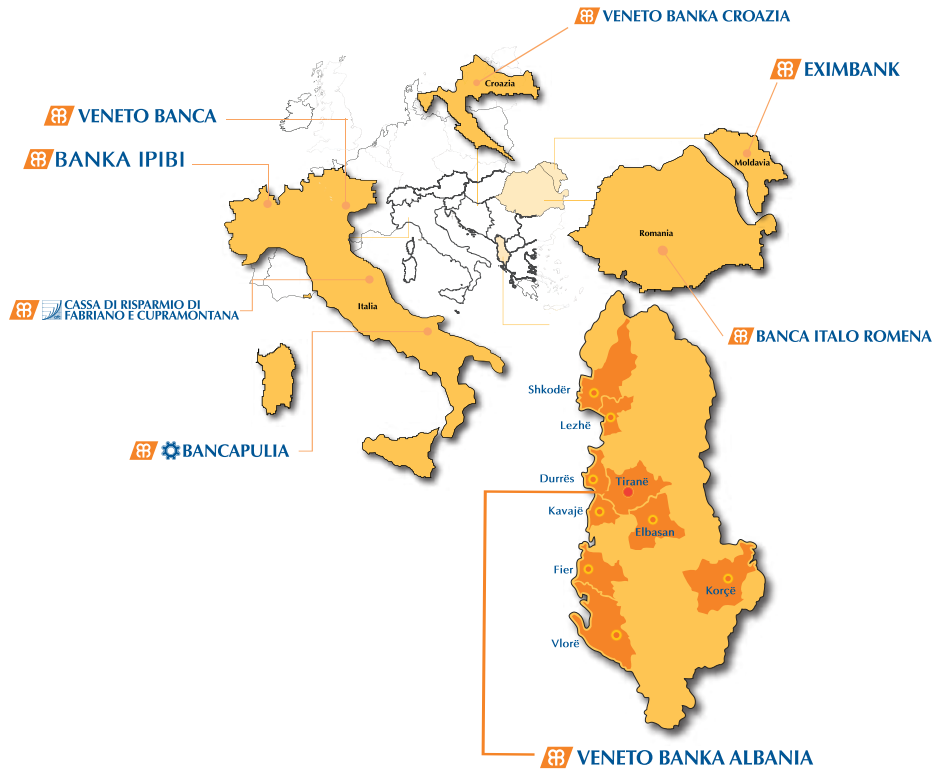 VENETO BANKA CROAZIA
EXIMBANK
Croazia
VENETO BANCA
BANKA IPIBI
Moldavia
Romania
CASSA DI RISPARMIO DI
FABRIANO E CUPRAMONTANA
Italia
BANCA ITALO ROMENA
Shkodër
Lezhë
BANCAPULIA
Durrës
Tiranë
Kavajë
Elbasan
Fier
Korçë
Vlorë
VENETO BANKA ALBANIA